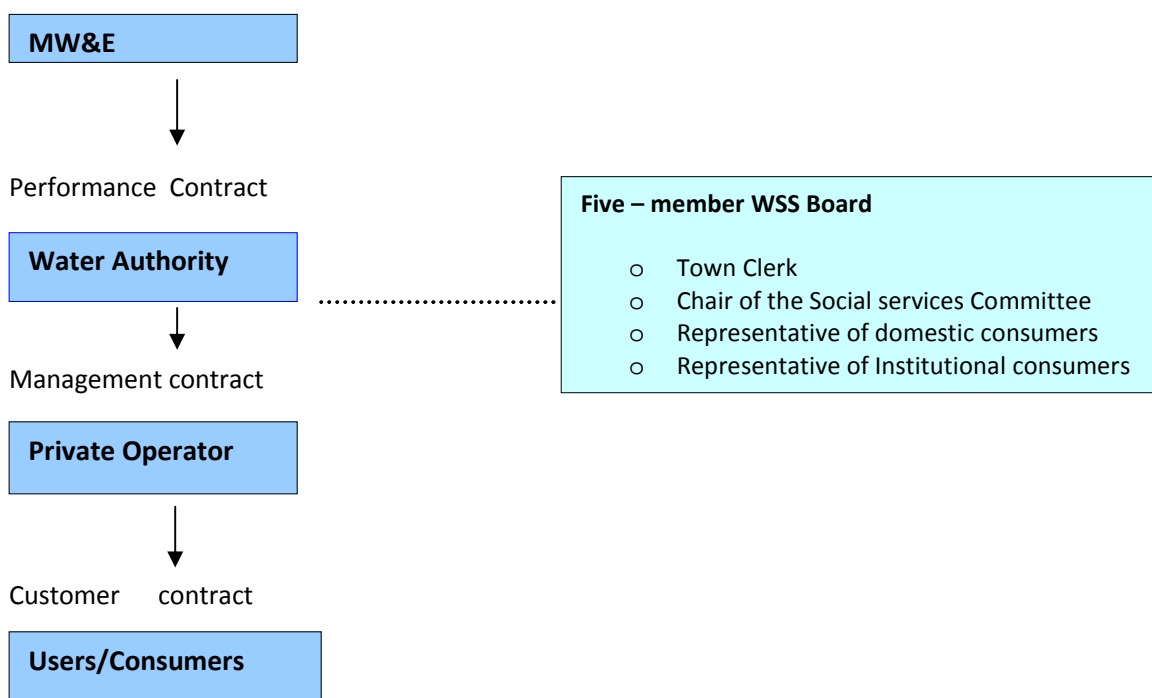 MW&E
Performance Contract
Water Authority
Management contract
Private Operator
Customer contract
Users/Consumers
Five – member WSS Board
o Town Clerk
o Chair of the Social services Committee
o Representative of domestic consumers
o Representative of Institutional consumers